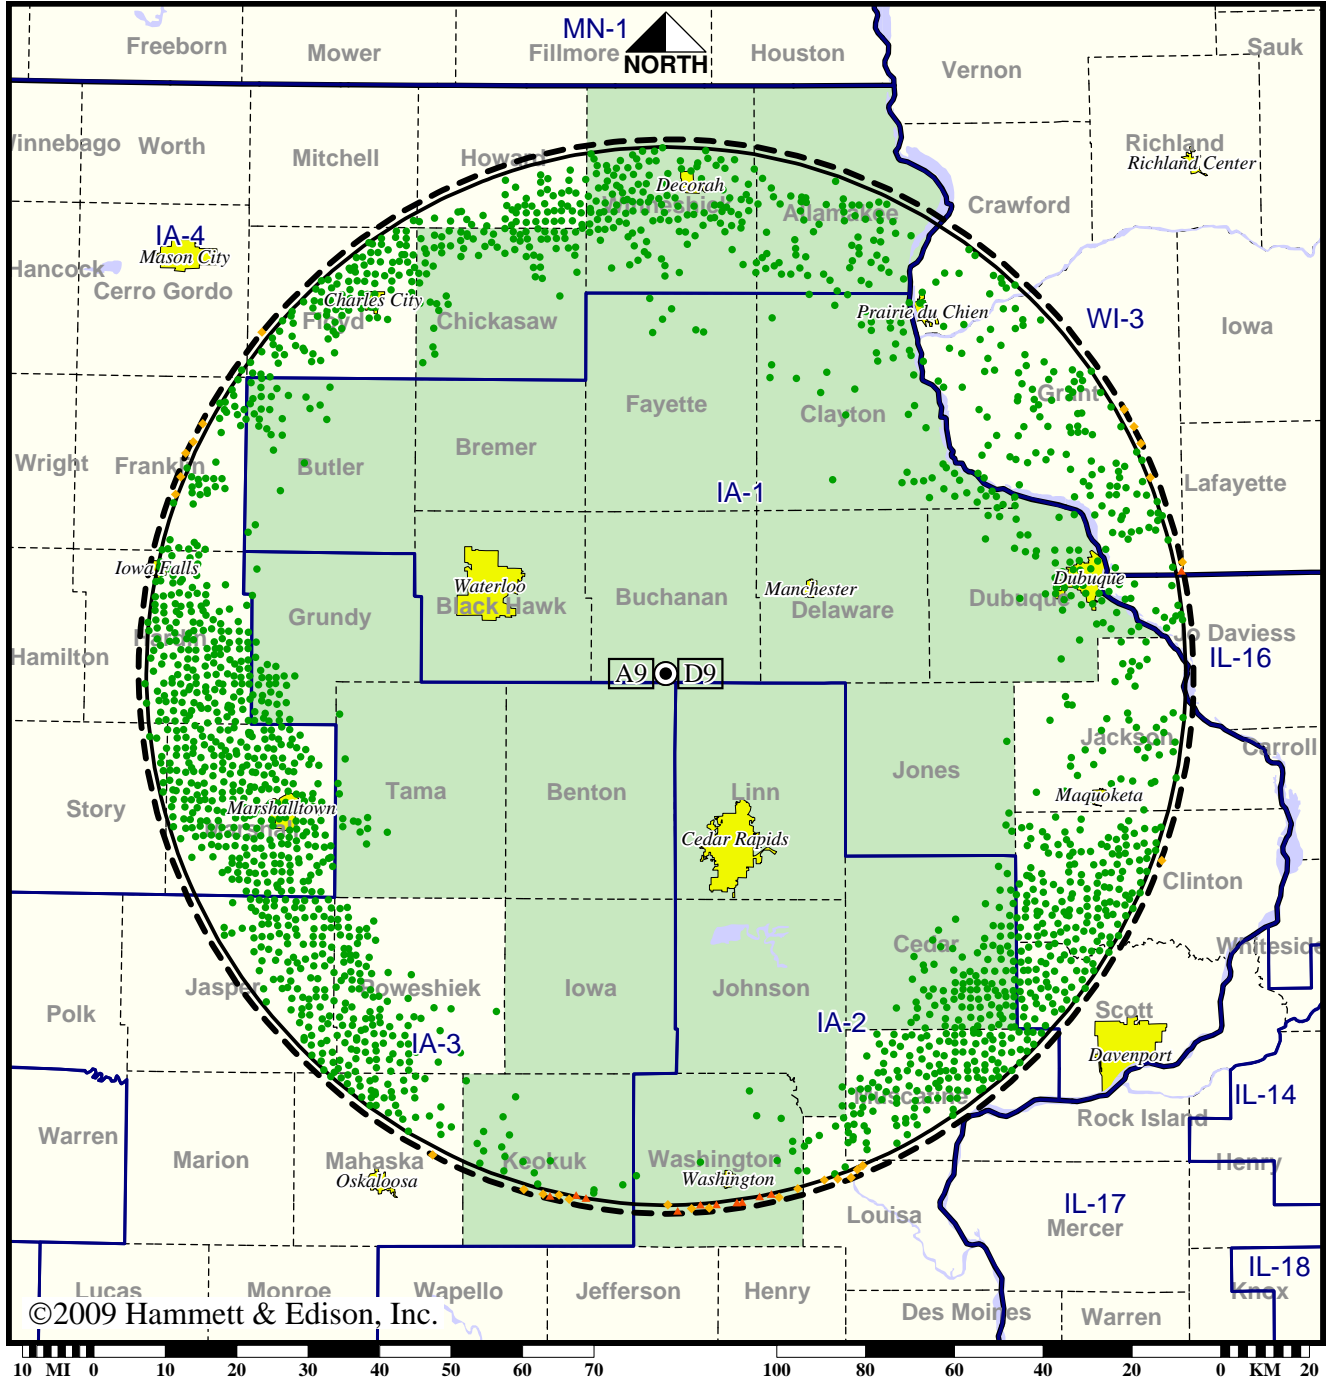 MN-1
Freeborn
Mower
Fillmore
Houston
NORTH
Vernon
Sauk
Winnebago
Worth
Mitchell
Howard
Decorah
Winneshiek
Allamakee
Crawford
Richland
Richland Center
IA-4
Mason City
Hancock
Cerro Gordo
Charles City
Floyd
Chickasaw
Prairie du Chien
WI-3
Iowa
Fayette
Clayton
Grant
Bremer
Wright
Franklin
Butler
IA-1
Lafayette
Iowa Falls
Waterloo
Black Hawk
Buchanan
Manchester
Delaware
Dubuque
Dubuque
Grundy
Hardin
Hamilton
Jo Daviess
IL-16
A9
D9
Jackson
Carroll
Jones
Tama
Benton
Linn
Maquoketa
Story
Marshalltown
Marshall
Cedar Rapids
Clinton
Cedar
Whiteside
Jasper
Poweshiek
Iowa
Johnson
Polk
Scott
IA-3
IA-2
Davenport
Muscatine
IL-14
Rock Island
Warren
Marion
Mahaska
Oskaloosa
Keokuk
Washington
Washington
Henry
Louisa
IL-17
Mercer
IL-18
Lucas
Monroe
Wapello
Jefferson
Henry
Knox
Des Moines
Warren
©2009 Hammett & Edison, Inc.
10 MI 0 10 20 30 40 50 60 70 100 80 60 40 20 0 KM 20